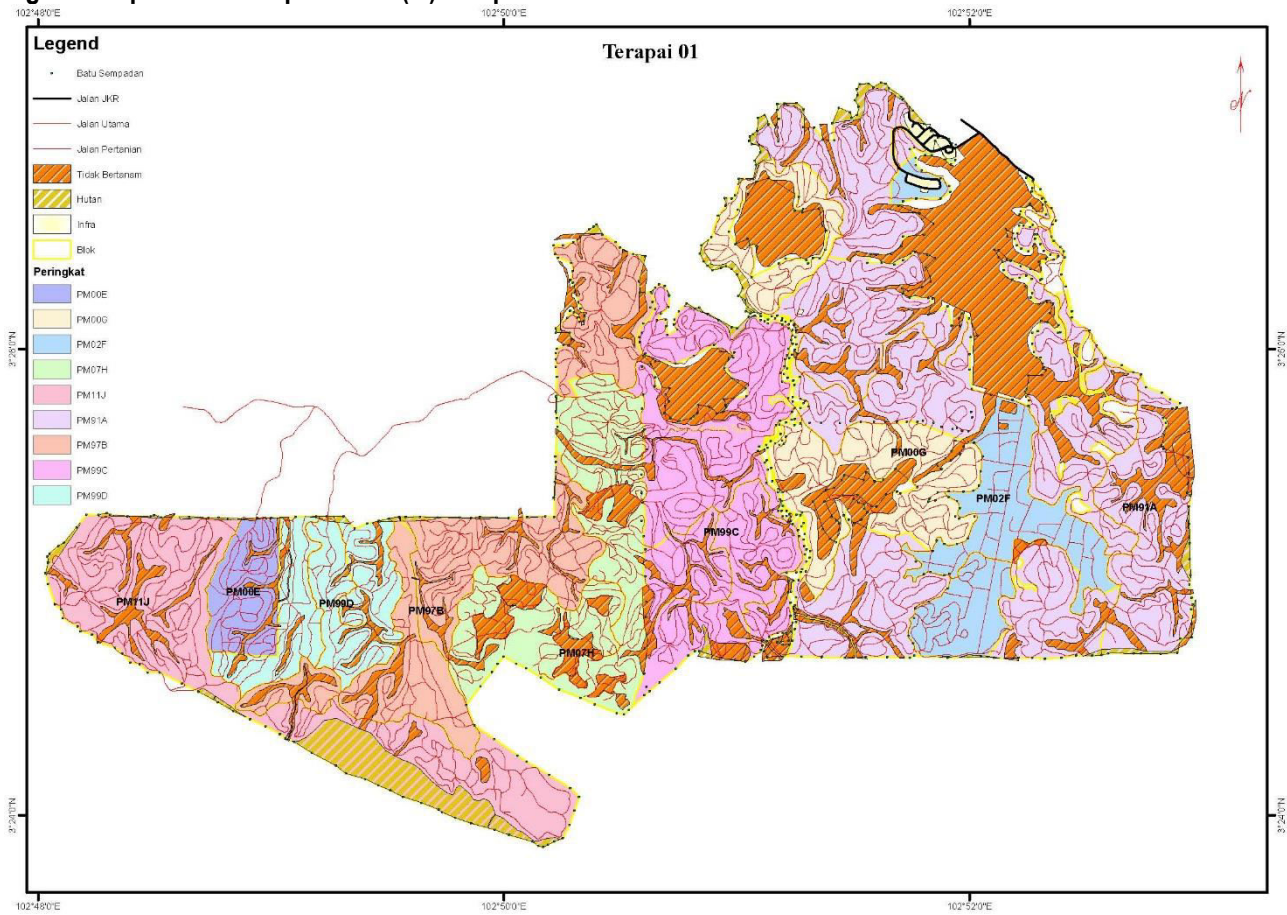 102°48'0"E 102°50'0"E 102°52'0"E
Legend
Terapai 01
Batu Sempadan
Jalan JKR
Jalan Utama
Jalan Pertanian
Tidak Bertanam
Hutan
Infra
Blok
Peringkat
PM00E
PM00G
PM02F
PM07H
PM11J
PM91A
PM97B
PM99C
PM99D
N
3°26'0"N 3°26'0"N
PM00G
PM02F
PM91A
PM99C
PM00E
PM11J
PM99D
PM97B
PM07H
3°24'0"N 3°24'0"N
102°48'0"E 102°50'0"E 102°52'0"E